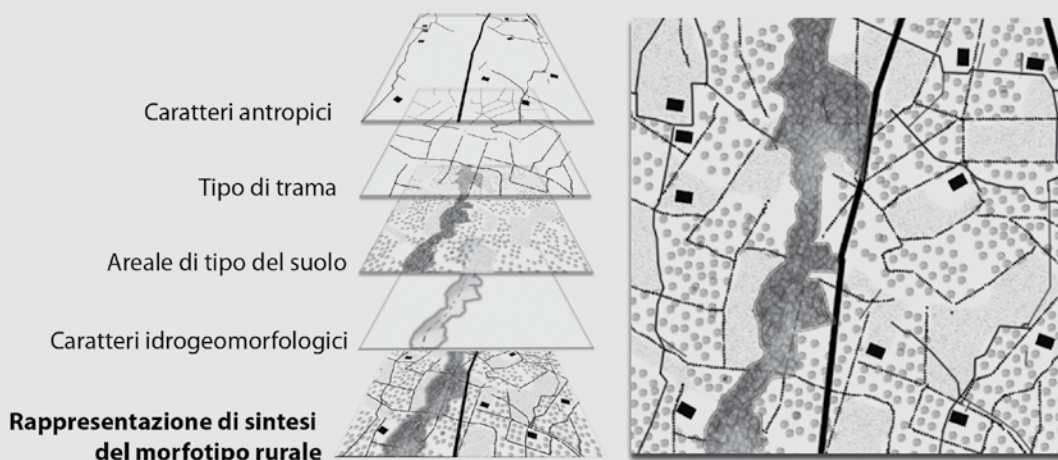 Caratteri antropici
Tipo di trama
Areale di tipo del suolo
Caratteri idrogeomorfologici
Rappresentazione di sintesi
del morfotipo rurale